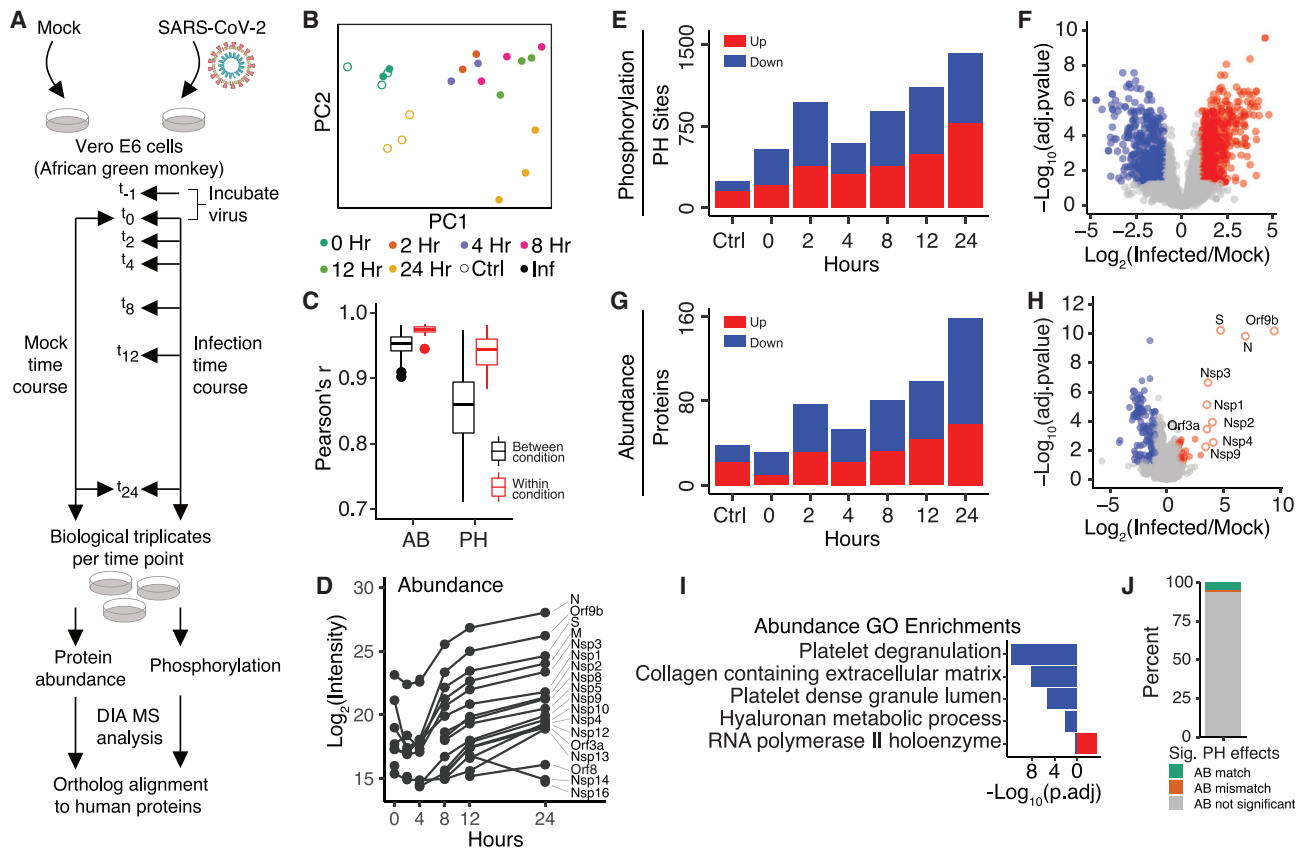 A
Mock
SARS-CoV-2
Vero E6 cells
(African green monkey)
t-1
t0
t2
t4
t8
t12
t24
Incubate
virus
Mock
time
course
Infection
time
course
Biological triplicates
per time point
Protein
abundance
Phosphorylation
DIA MS
analysis
Ortholog alignment
to human proteins
B
PC2
PC1
0 Hr
2 Hr
4 Hr
8 Hr
12 Hr
24 Hr
Ctrl
Inf
C
Pearson's r
1.0
0.9
0.8
0.7
AB
PH
Between
condition
Within
condition
D
Abundance
Log2(Intensity)
30
25
20
15
0
4
8
12
24
Hours
N
Orf9b
S
M
Nsp3
Nsp1
Nsp2
Nsp8
Nsp5
Nsp9
Nsp10
Nsp4
Nsp12
Orf3a
Nsp13
Orf8
Nsp14
Nsp16
E
Phosphorylation
PH Sites
1500
750
0
Up
Down
Ctrl
0
2
4
8
12
24
Hours
F
-Log10(adj.pvalue)
10
8
6
4
2
0
−5
−2.5
0
2.5
5
Log2(Infected/Mock)
G
Abundance
Proteins
160
80
0
Up
Down
Ctrl
0
2
4
8
12
24
Hours
H
-Log10(adj.pvalue)
12
10
8
6
4
2
0
S
Orf9b
N
Nsp3
Nsp1
Orf3a
Nsp2
Nsp4
Nsp9
−5
0
5
10
Log2(Infected/Mock)
I
Abundance GO Enrichments
Platelet degranulation
Collagen containing extracellular matrix
Platelet dense granule lumen
Hyaluronan metabolic process
RNA polymerase II holoenzyme
8
4
0
-Log10(p.adj)
J
Percent
100
75
50
25
0
Sig. PH effects
AB match
AB mismatch
AB not significant